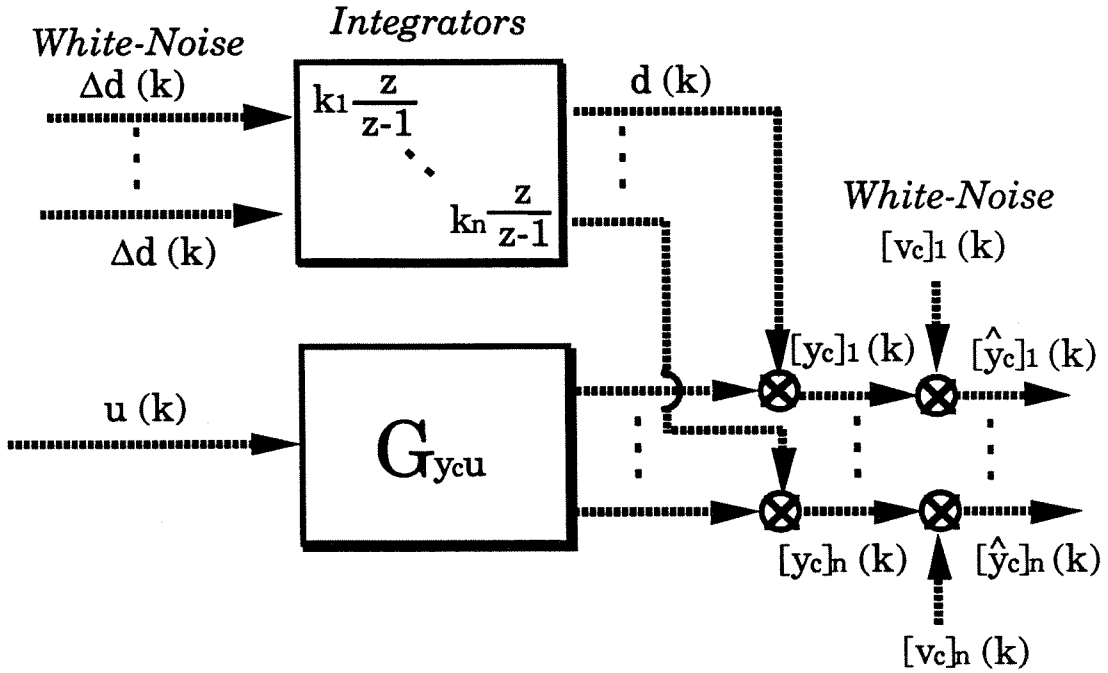 Integrators
White-Noise
Δd (k)
k1 z/z-1
d (k)
kn z/z-1
Δd (k)
White-Noise
[vc]1 (k)
[yc]1 (k)
[ŷc]1 (k)
u (k)
Gycu
[yc]n (k)
[ŷc]n (k)
[vc]n (k)